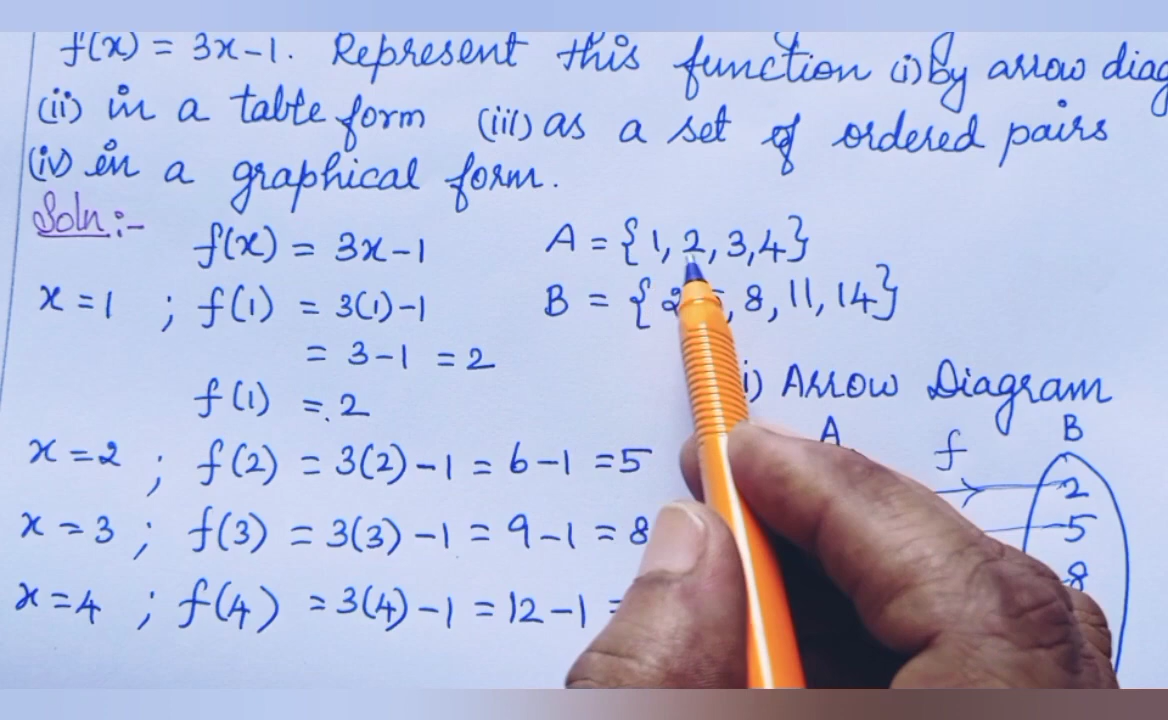 f(x) = 3x-1. Represent this function (i) by arrow diag
(ii) in a table form (iii) as a set of ordered pairs
(iv) in a graphical form.
Soln:-
f(x) = 3x-1 A = {1,2,3,4}
x=1 ; f(1) = 3(1)-1 B = {2, , 8, 11, 14}
= 3-1 = 2
i) Arrow Diagram
f(1) = 2
A f B
x=2 ; f(2) = 3(2)-1 = 6-1 =5
2
x=3 ; f(3) = 3(3)-1 = 9-1 = 8
5
8
x=4 ; f(4) = 3(4)-1 = 12-1 =